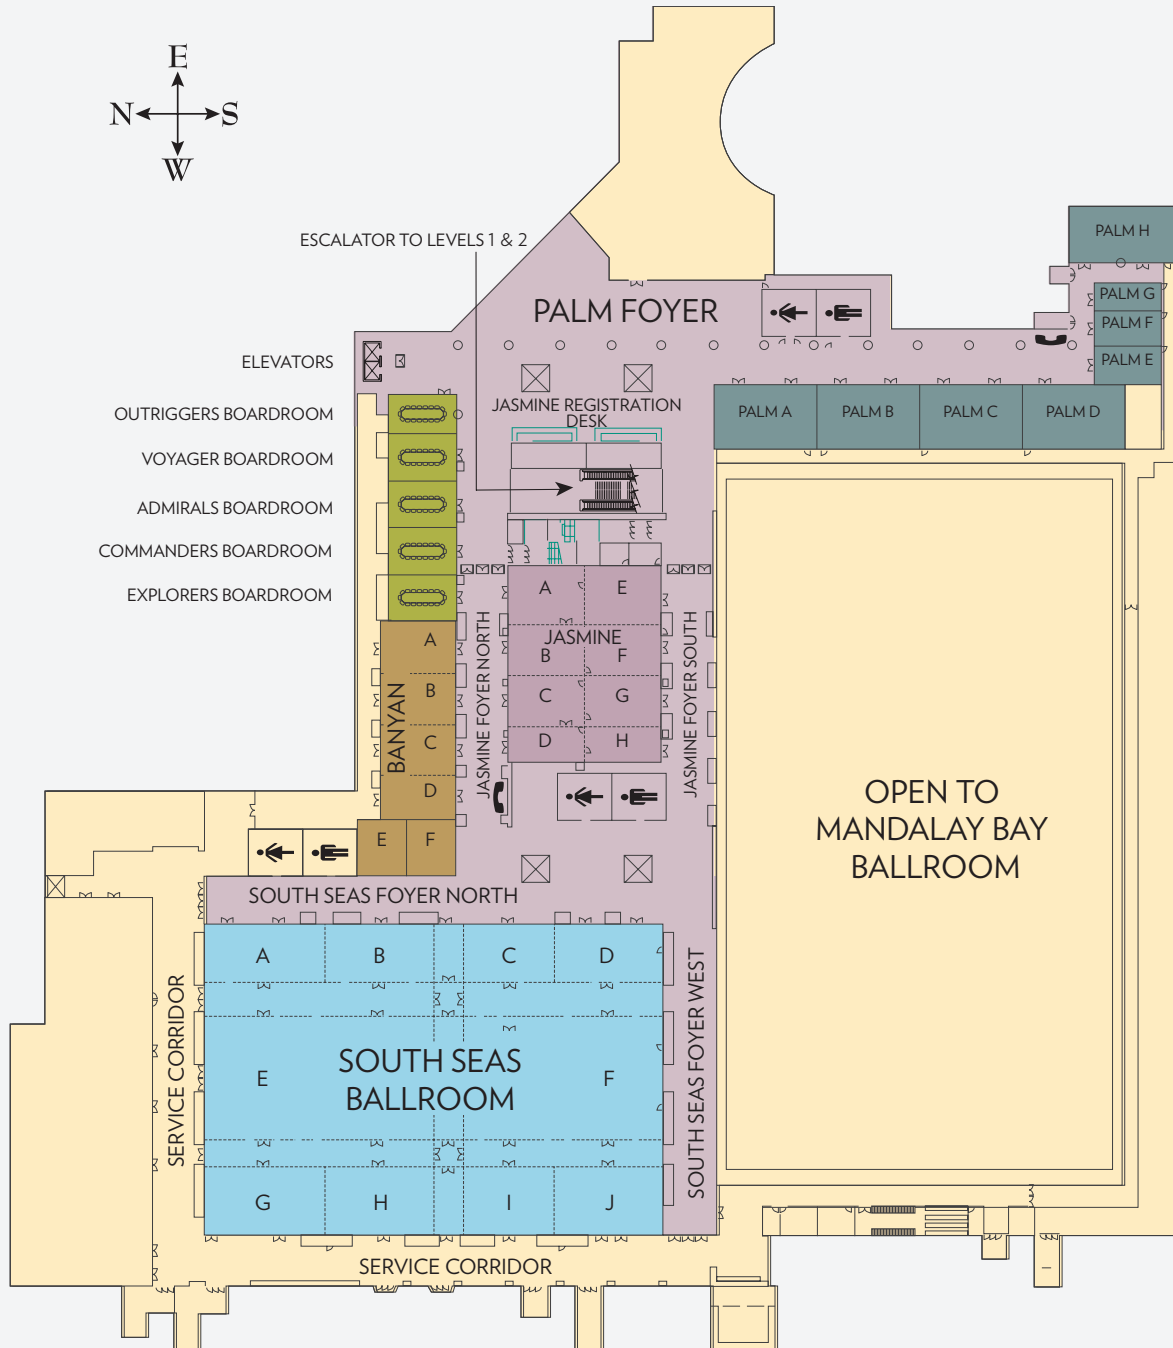 E
N
S
W
PALM H
ESCALATOR TO LEVELS 1 & 2
PALM G
PALM FOYER
PALM F
ELEVATORS
PALM E
JASMINE REGISTRATION
DESK
OUTRIGGERS BOARDROOM
PALM A
PALM B
PALM C
PALM D
VOYAGER BOARDROOM
ADMIRALS BOARDROOM
COMMANDERS BOARDROOM
EXPLORERS BOARDROOM
A
E
JASMINE
B
F
C
G
D
H
BANYAN
A
B
C
D
E
F
JASMINE FOYER NORTH
JASMINE FOYER SOUTH
OPEN TO
MANDALAY BAY
BALLROOM
SOUTH SEAS FOYER NORTH
A
B
C
D
SOUTH SEAS
BALLROOM
E
F
G
H
I
J
SERVICE CORRIDOR
SOUTH SEAS FOYER WEST
SERVICE CORRIDOR